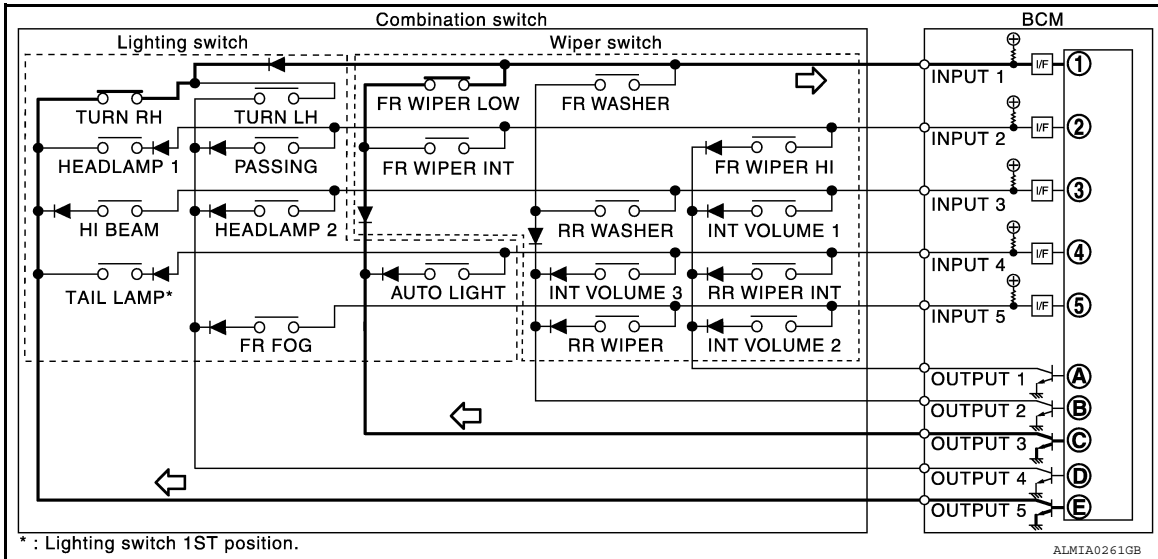 Combination switch
BCM
Lighting switch
Wiper switch
INPUT 1
I/F
1
TURN RH
TURN LH
FR WIPER LOW
FR WASHER
INPUT 2
I/F
2
HEADLAMP 1
PASSING
FR WIPER INT
FR WIPER HI
INPUT 3
I/F
3
HI BEAM
HEADLAMP 2
RR WASHER
INT VOLUME 1
INPUT 4
I/F
4
TAIL LAMP*
AUTO LIGHT
INT VOLUME 3
RR WIPER INT
INPUT 5
I/F
5
FR FOG
RR WIPER
INT VOLUME 2
OUTPUT 1
A
OUTPUT 2
B
OUTPUT 3
C
OUTPUT 4
D
OUTPUT 5
E
* : Lighting switch 1ST position.
ALMIA0261GB